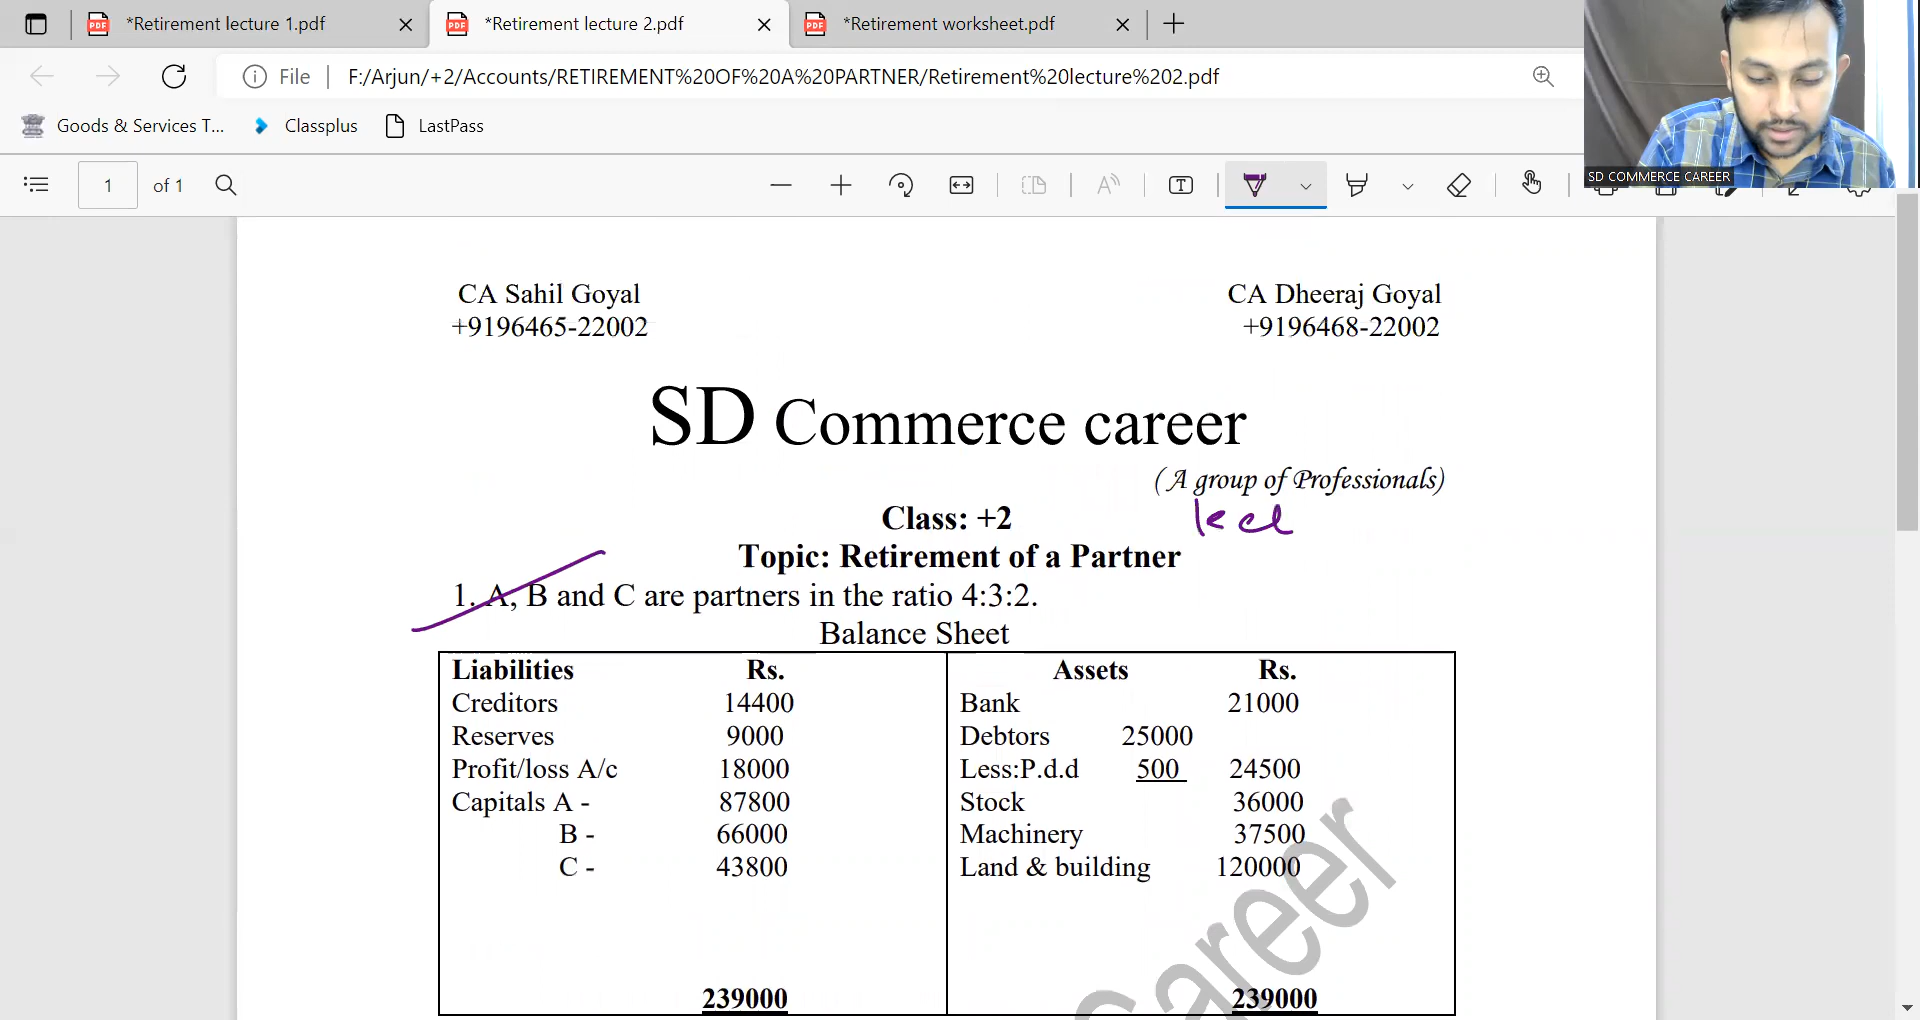 *Retirement lecture 1.pdf
*Retirement lecture 2.pdf
*Retirement worksheet.pdf
File
F:/Arjun/+2/Accounts/RETIREMENT%20OF%20A%20PARTNER/Retirement%20lecture%202.pdf
Goods & Services T...
Classplus
LastPass
SD COMMERCE CAREER
1 of 1
CA Sahil Goyal CA Dheeraj Goyal
+9196465-22002 +9196468-22002
SD Commerce career
( A group of Professionals)
Class: +2
Topic: Retirement of a Partner
1. A, B and C are partners in the ratio 4:3:2.
Balance Sheet
Liabilities Rs. Assets Rs.
Creditors 14400 Bank 21000
Reserves 9000 Debtors 25000
Profit/loss A/c 18000 Less:P.d.d 500 24500
Capitals A - 87800 Stock 36000
B - 66000 Machinery 37500
C - 43800 Land & building 120000
239000 239000
Career